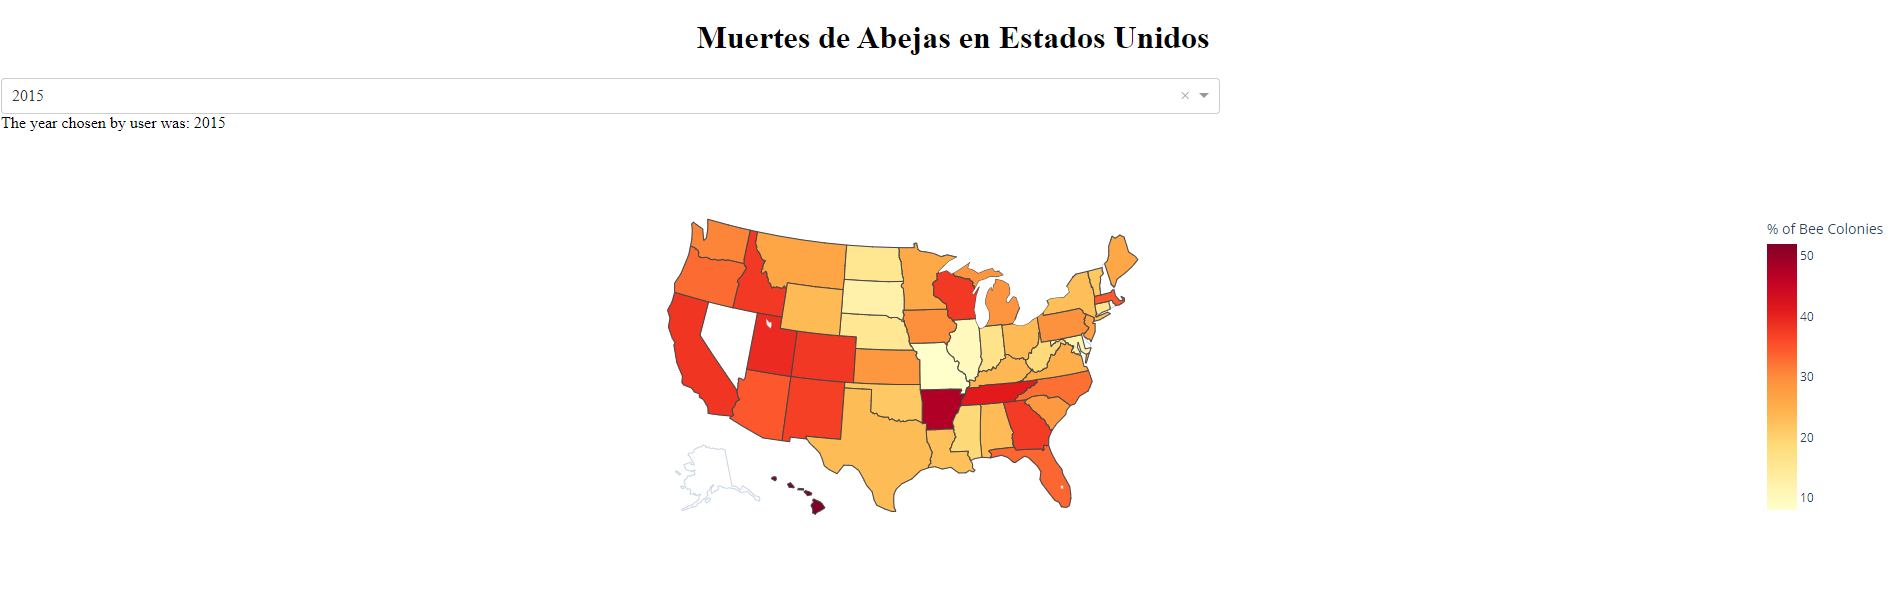 Muertes de Abejas en Estados Unidos
2015
The year chosen by user was: 2015
% of Bee Colonies
50
40
30
20
10